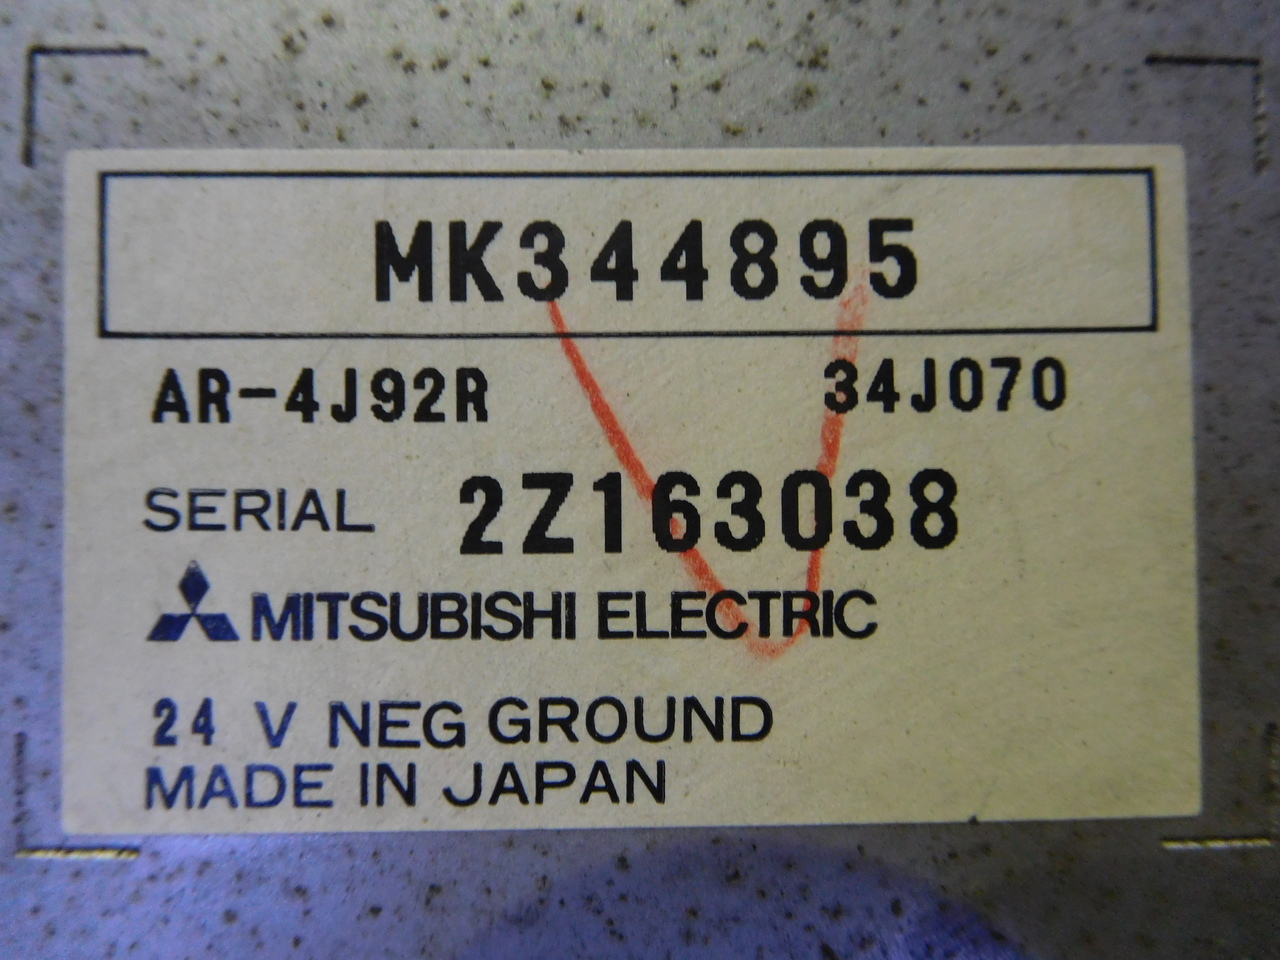 MK344895
AR-4J92R 34J070
SERIAL 2Z163038
MITSUBISHI ELECTRIC
24 V NEG GROUND
MADE IN JAPAN